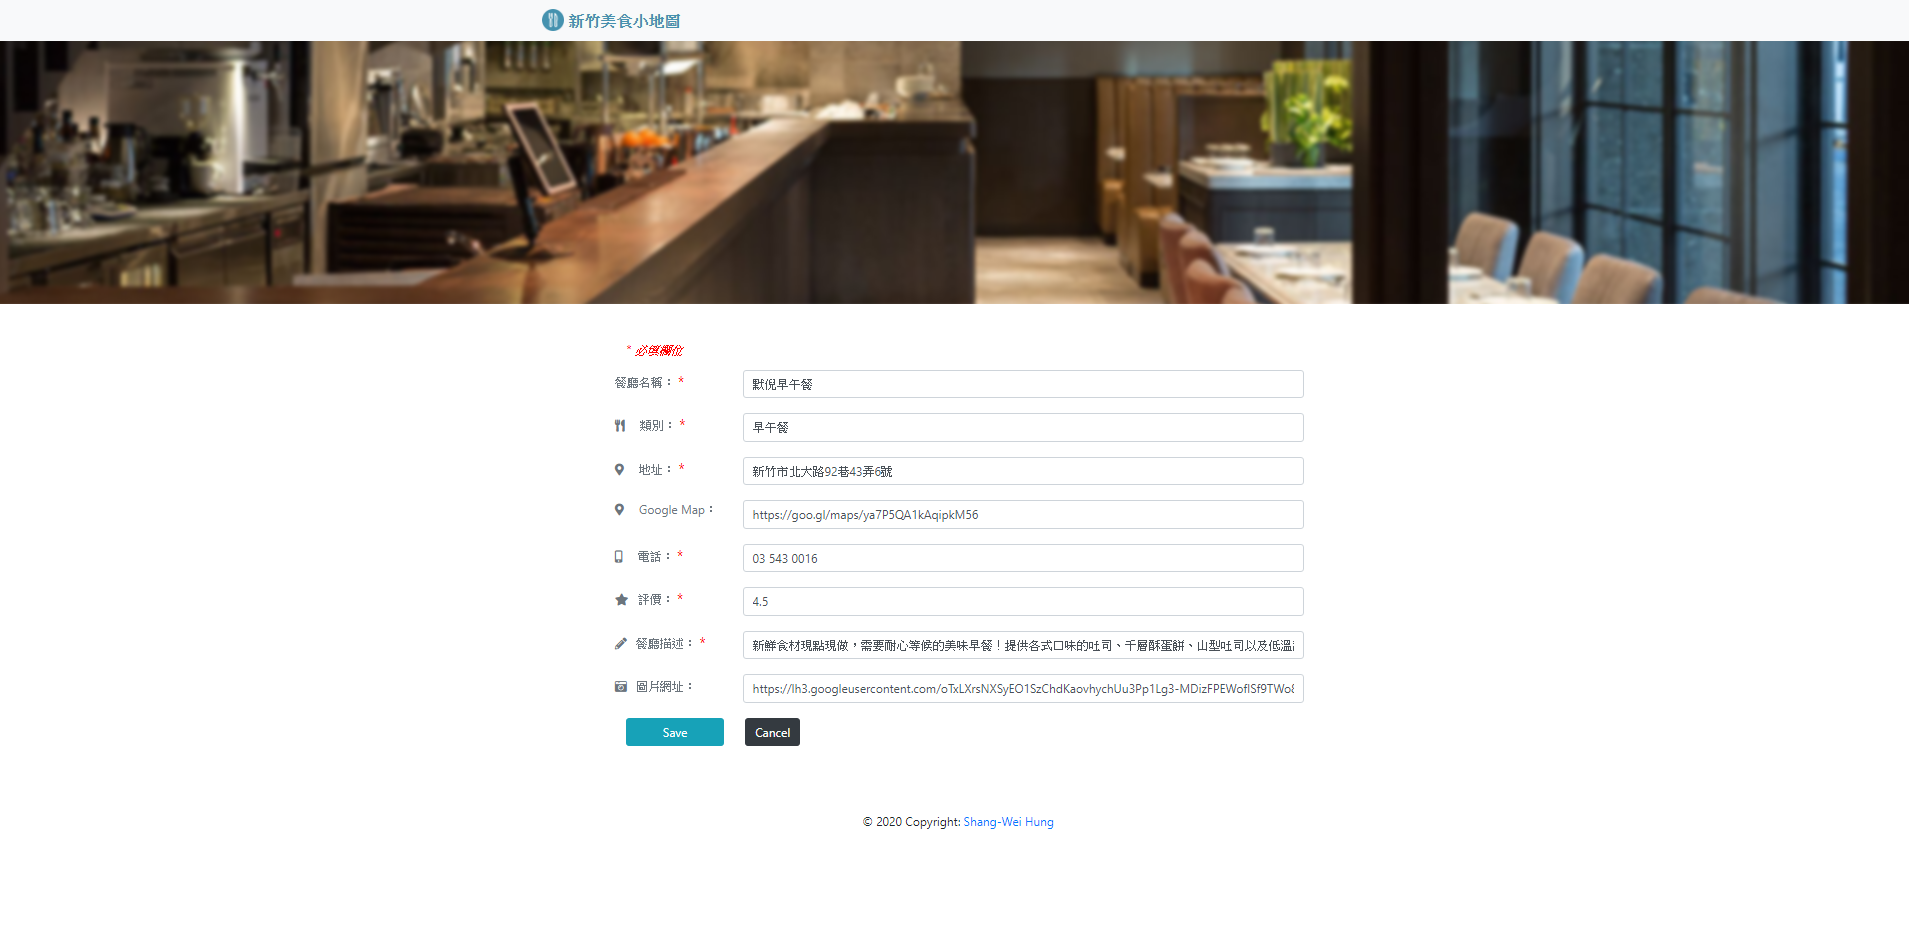 新竹美食小地圖
* 必填欄位
餐廳名稱： *
默倪早午餐
類別： *
早午餐
地址： *
新竹市北大路92巷43弄6號
Google Map：
https://goo.gl/maps/ya7P5QA1kAqipkM56
電話： *
03 543 0016
評價： *
4.5
餐廳描述： *
新鮮食材現點現做，需要耐心等候的美味早餐！提供各式口味的吐司、千層酥蛋餅、山型吐司以及低溫
圖片網址：
https://lh3.googleusercontent.com/oTxLXrsNXSyEO1SzChdKaovhychUu3Pp1Lg3-MDizFPEWoflSf9TWo8
Save
Cancel
© 2020 Copyright: Shang-Wei Hung